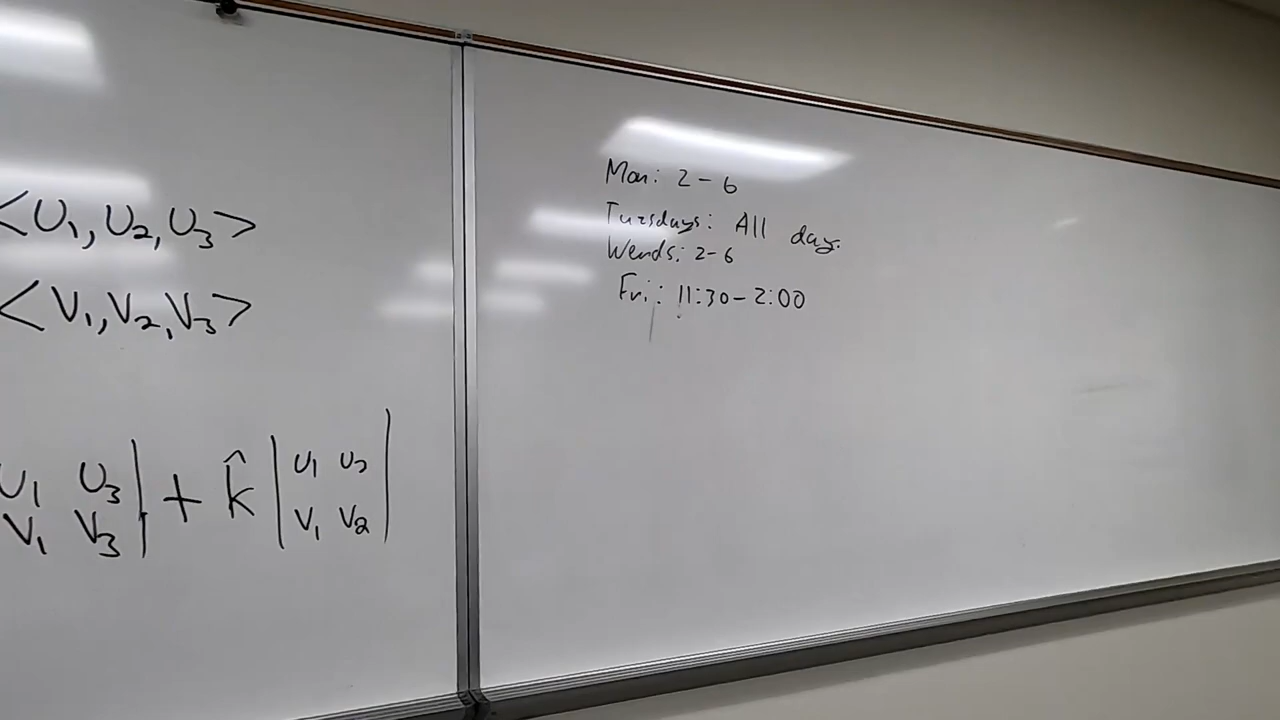 <U₁, U₂, U₃>
<V₁, V₂, V₃>
U₁ U₃ | + k̂ | U₁ U₂ |
V₁ V₃ | | V₁ V₂ |
Mon: 2-6
Tuesdays: All day.
Wends: 2-6
Fri: 11:30-2:00